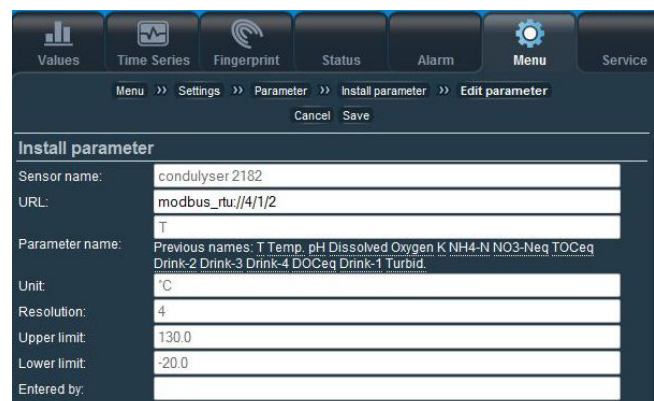 Values Time Series Fingerprint Status Alarm Menu Service
Menu >> Settings >> Parameter >> Install parameter >> Edit parameter
Cancel Save
Install parameter
Sensor name: condulyser 2182
URL: modbus_rtu://4/1/2
T
Parameter name: Previous names: T Temp. pH Dissolved Oxygen K NH4-N NO3-Neq TOCeq
Drink-2 Drink-3 Drink-4 DOCeq Drink-1 Turbid.
Unit: °C
Resolution: 4
Upper limit: 130.0
Lower limit: -20.0
Entered by: